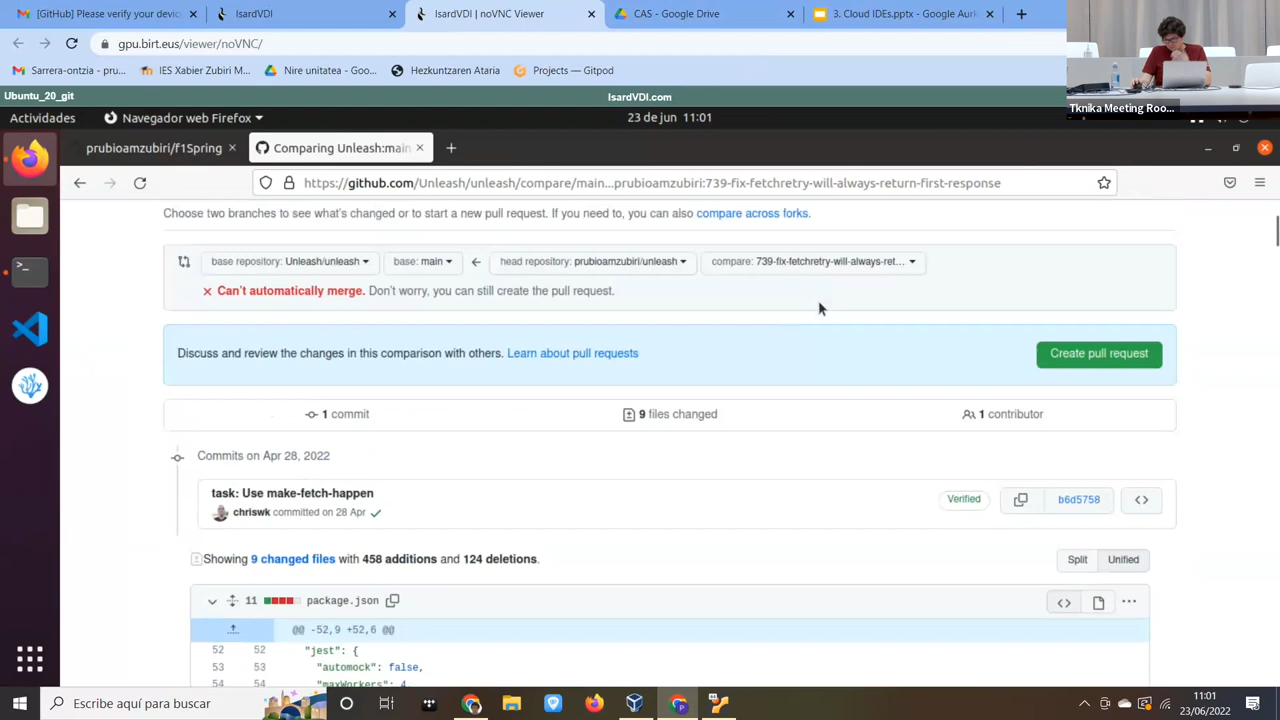 [GitHub] Please verify your devic
IsardVDI
IsardVDI | noVNC Viewer
CAS - Google Drive
3. Cloud IDEs.pptx - Google Aurk
gpu.birt.eus/viewer/noVNC/
Sarrera-ontzia - pru...
IES Xabier Zubiri M...
Nire unitatea - Goo...
Hezkuntzaren Ataria
Projects — Gitpod
Tknika Meeting Roo...
Ubuntu_20_git
IsardVDI.com
Actividades
Navegador web Firefox
23 de jun 11:01
prubioamzubiri/f1Spring
Comparing Unleash:main
https://github.com/Unleash/unleash/compare/main...prubioamzubiri:739-fix-fetchretry-will-always-return-first-response
Choose two branches to see what's changed or to start a new pull request. If you need to, you can also compare across forks.
base repository: Unleash/unleash
base: main
head repository: prubioamzubiri/unleash
compare: 739-fix-fetchretry-will-always-ret...
Can't automatically merge. Don't worry, you can still create the pull request.
Discuss and review the changes in this comparison with others. Learn about pull requests
Create pull request
1 commit
9 files changed
1 contributor
Commits on Apr 28, 2022
task: Use make-fetch-happen
chriswk committed on 28 Apr
Verified
b6d5758
Showing 9 changed files with 458 additions and 124 deletions.
Split
Unified
11
package.json
@@ -52,9 +52,6 @@
52 52 "jest": {
53 53 "automock": false,
54 54 "maxWorkers": 4,
Escribe aquí para buscar
11:01
23/06/2022